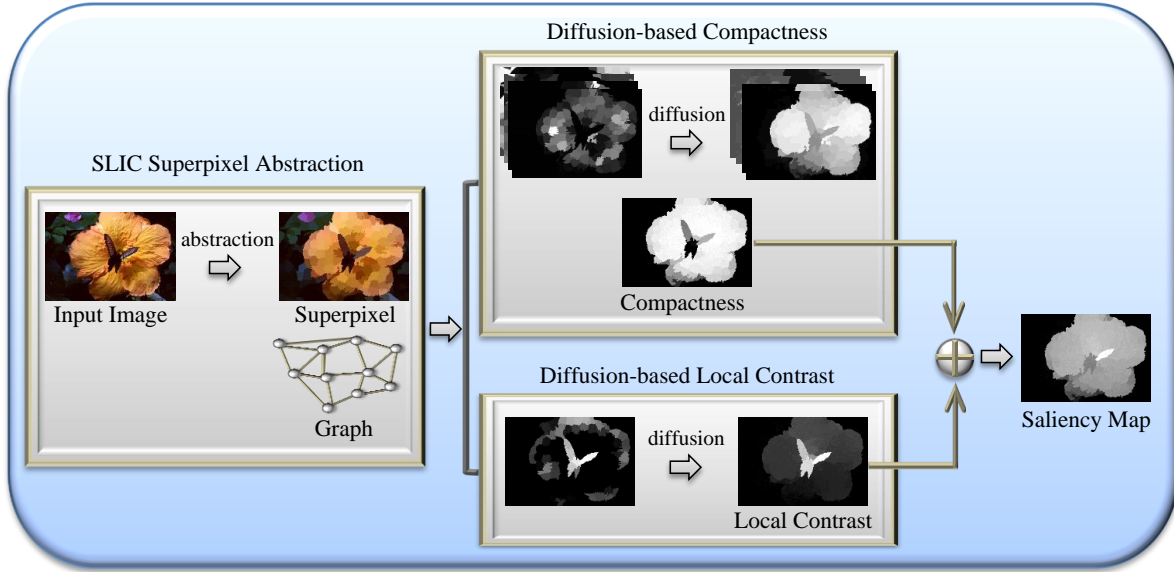 SLIC Superpixel Abstraction
abstraction
Input Image
Superpixel
Graph
Diffusion-based Compactness
diffusion
Compactness
Diffusion-based Local Contrast
diffusion
Local Contrast
Saliency Map